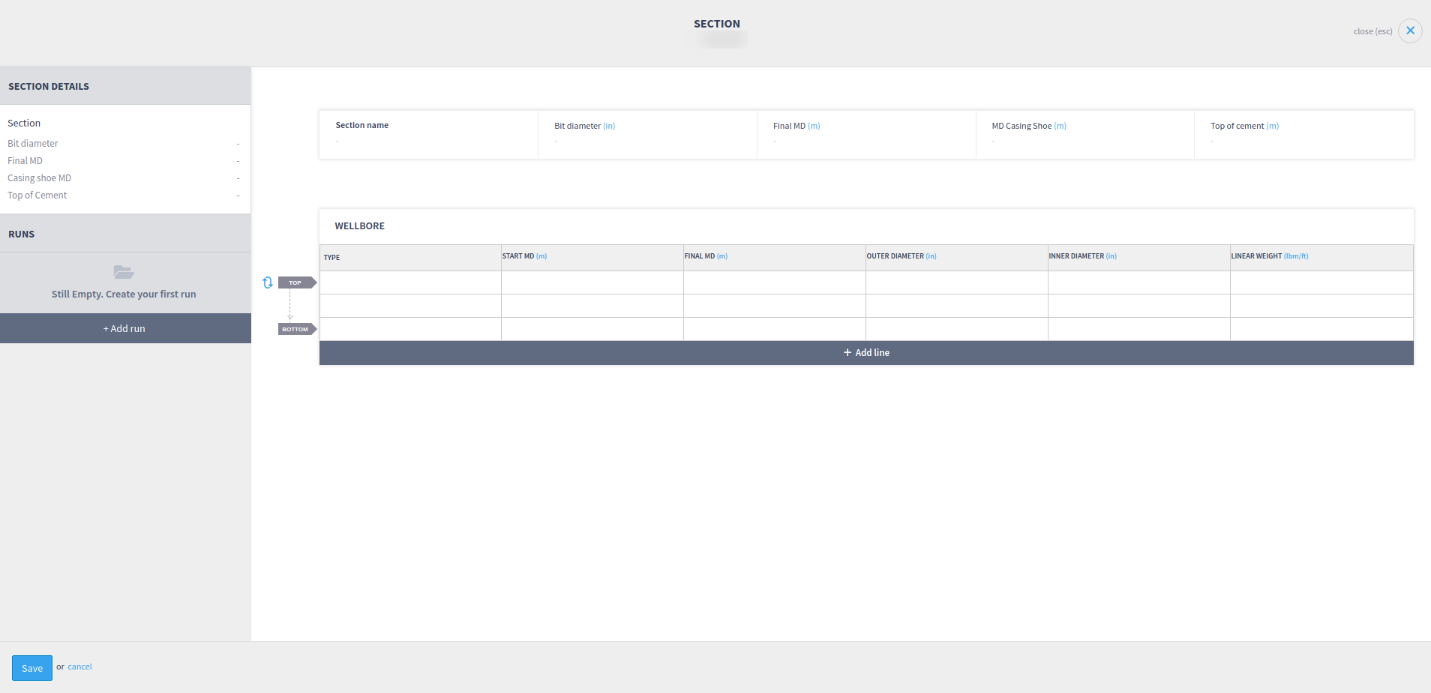 SECTION
close (esc)
SECTION DETAILS
Section
Bit diameter -
Final MD -
Casing shoe MD -
Top of Cement -
RUNS
Still Empty. Create your first run
+ Add run
Section name Bit diameter (in) Final MD (m) MD Casing Shoe (m) Top of cement (m)
- - - - -
WELLBORE
TYPE START MD (m) FINAL MD (m) OUTER DIAMETER (in) INNER DIAMETER (in) LINEAR WEIGHT (lbm/ft)
TOP
BOTTOM
+ Add line
Save or cancel